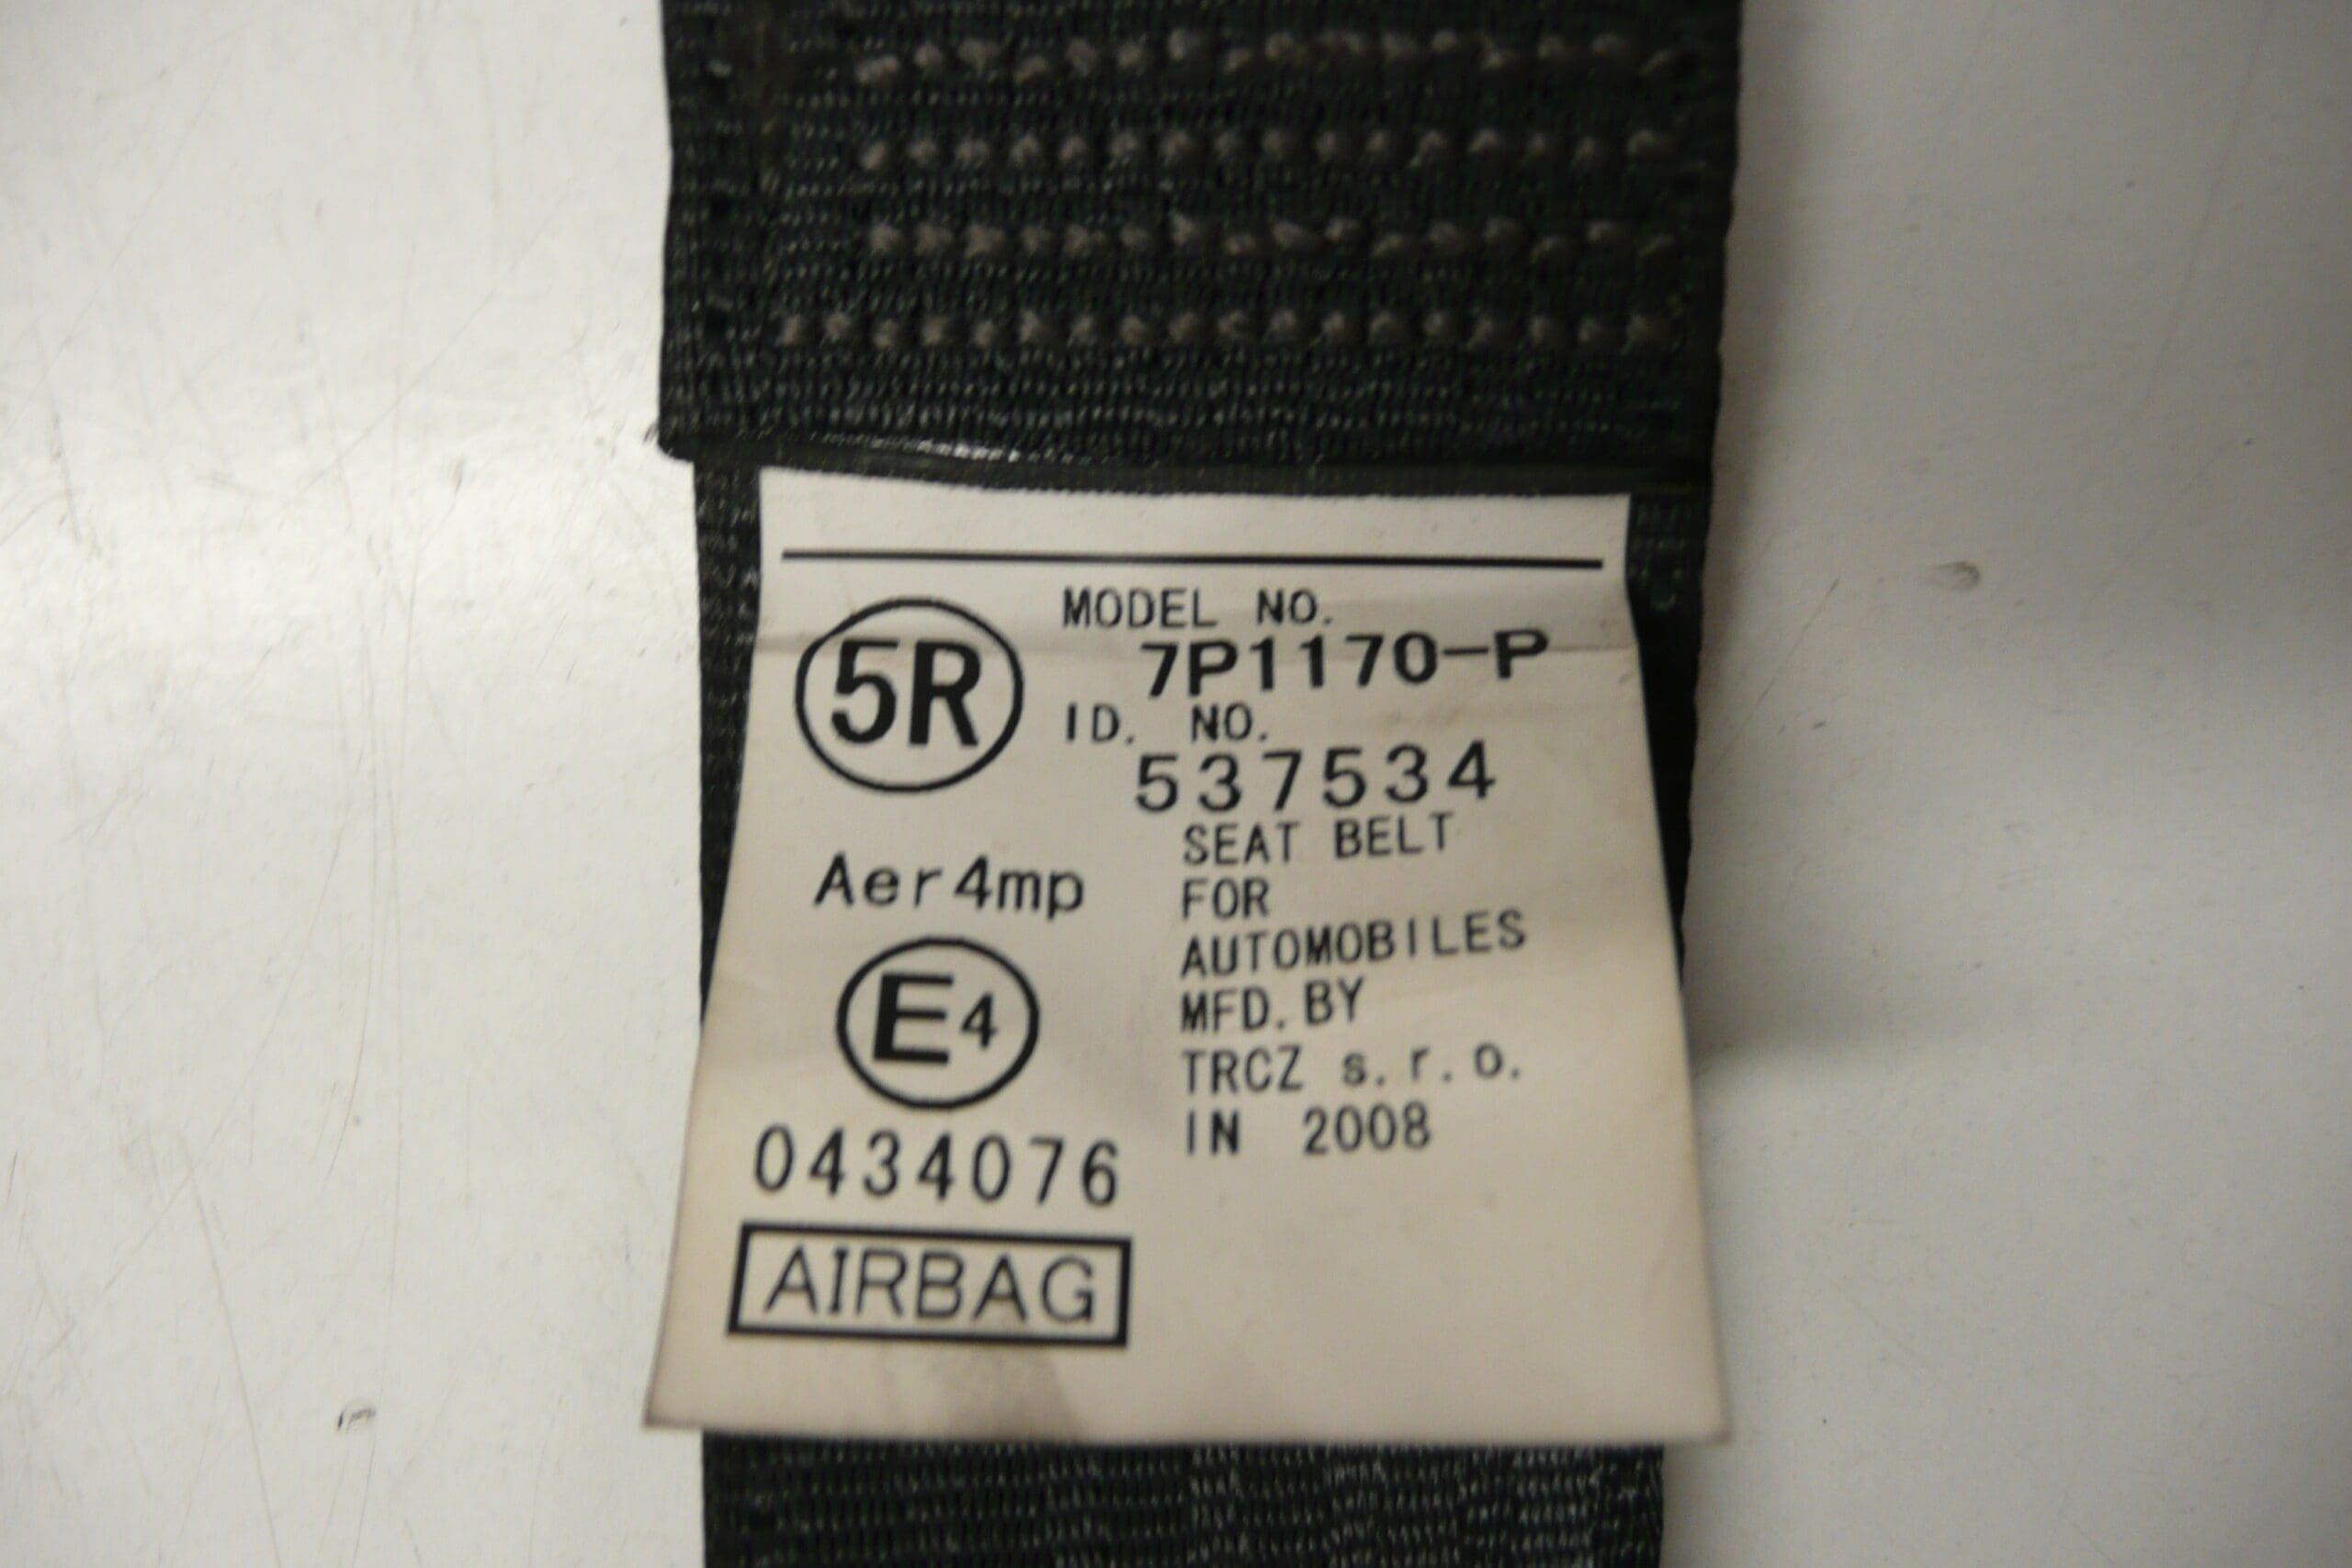 5R
MODEL NO.
7P1170-P
ID. NO.
537534
SEAT BELT
FOR
AUTOMOBILES
MFD. BY
TRCZ s.r.o.
IN 2008
Aer4mp
E4
0434076
AIRBAG